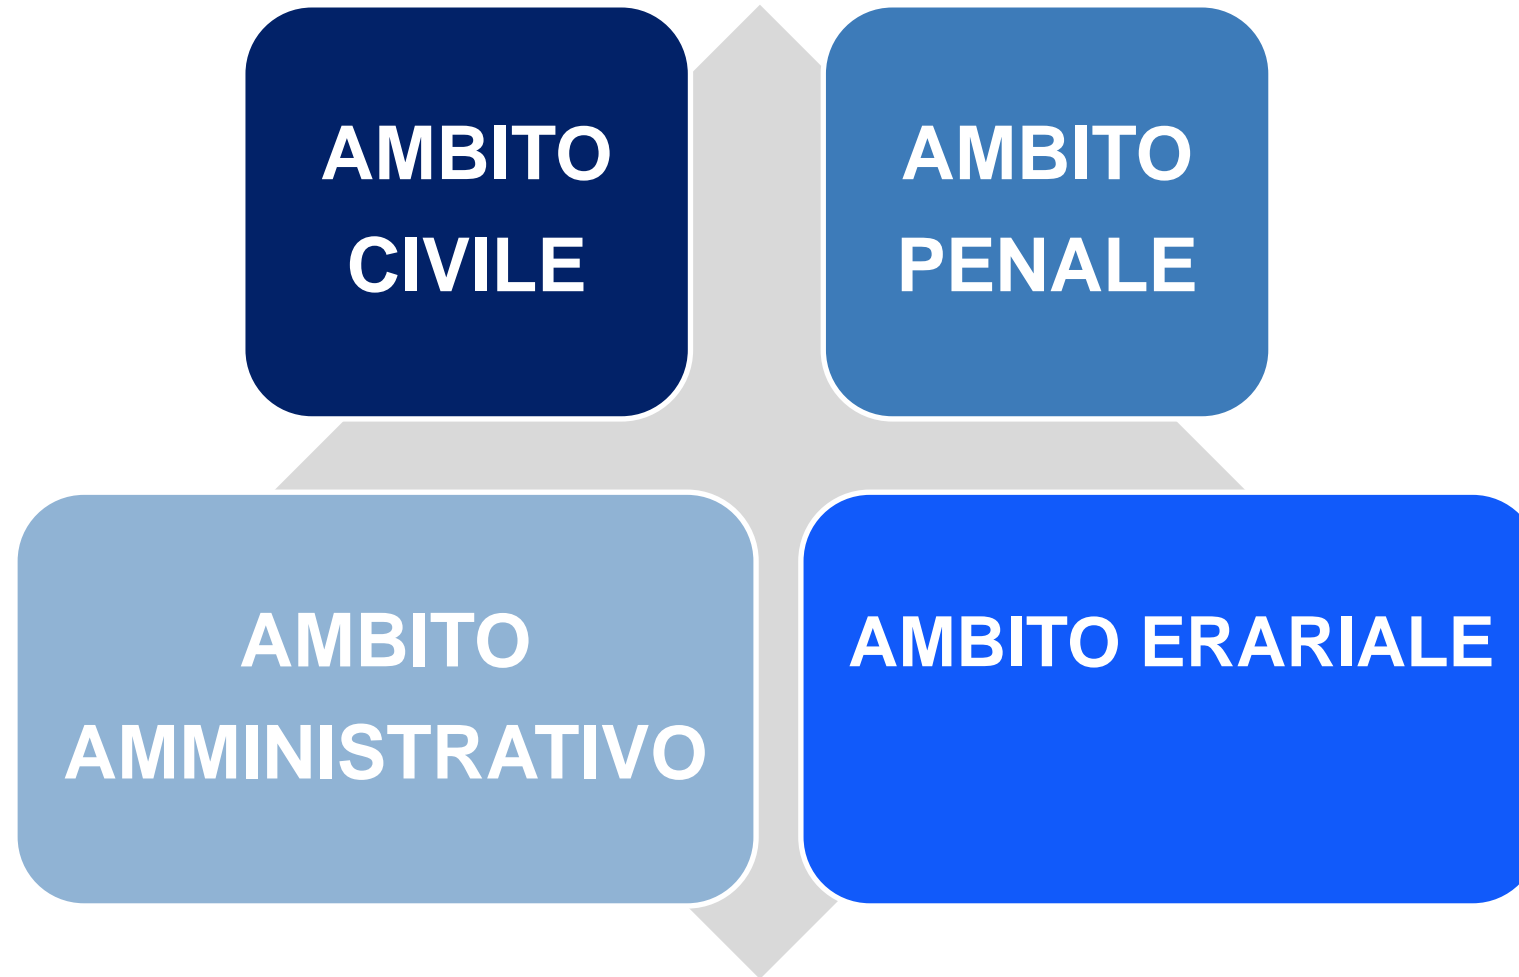 AMBITO
CIVILE
AMBITO
PENALE
AMBITO
AMMINISTRATIVO
AMBITO ERARIALE